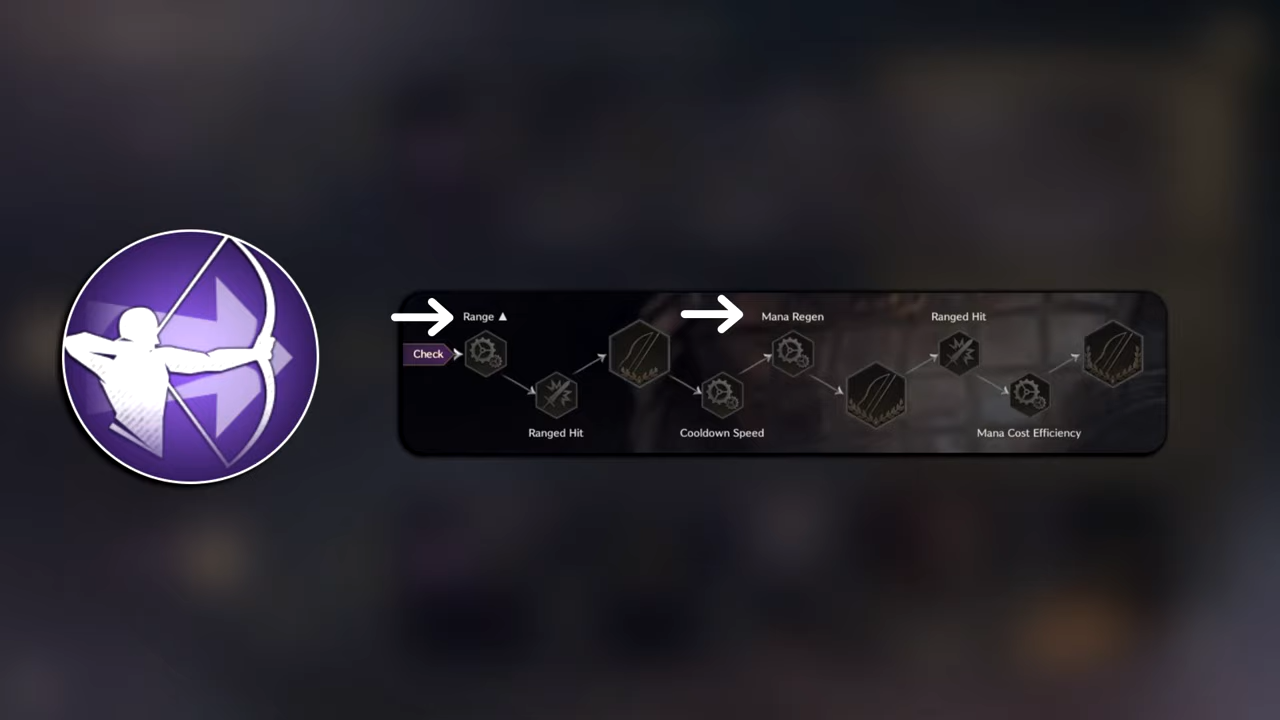 Range ▲
Mana Regen
Ranged Hit
Check
Ranged Hit
Cooldown Speed
Mana Cost Efficiency